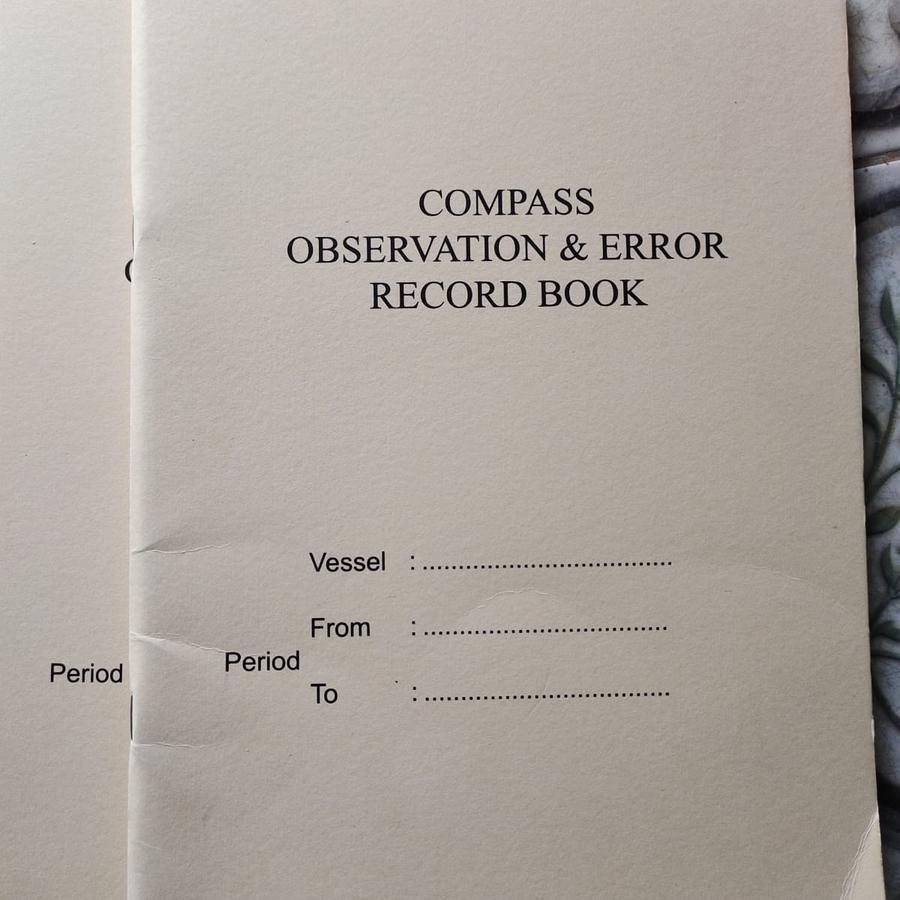 COMPASS
OBSERVATION & ERROR
RECORD BOOK
Vessel : ..................................
From : ..................................
Period
To : ..................................
Period